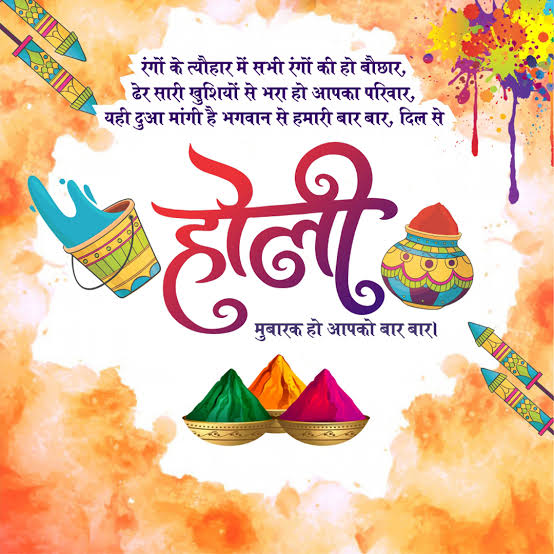 रंगों के त्यौहार में सभी रंगों की हो बौछार,
ढेर सारी खुशियों से भरा हो आपका परिवार,
यही दुआ मांगी है भगवान से हमारी बार बार, दिल से
होली
मुबारक हो आपको बार बार।